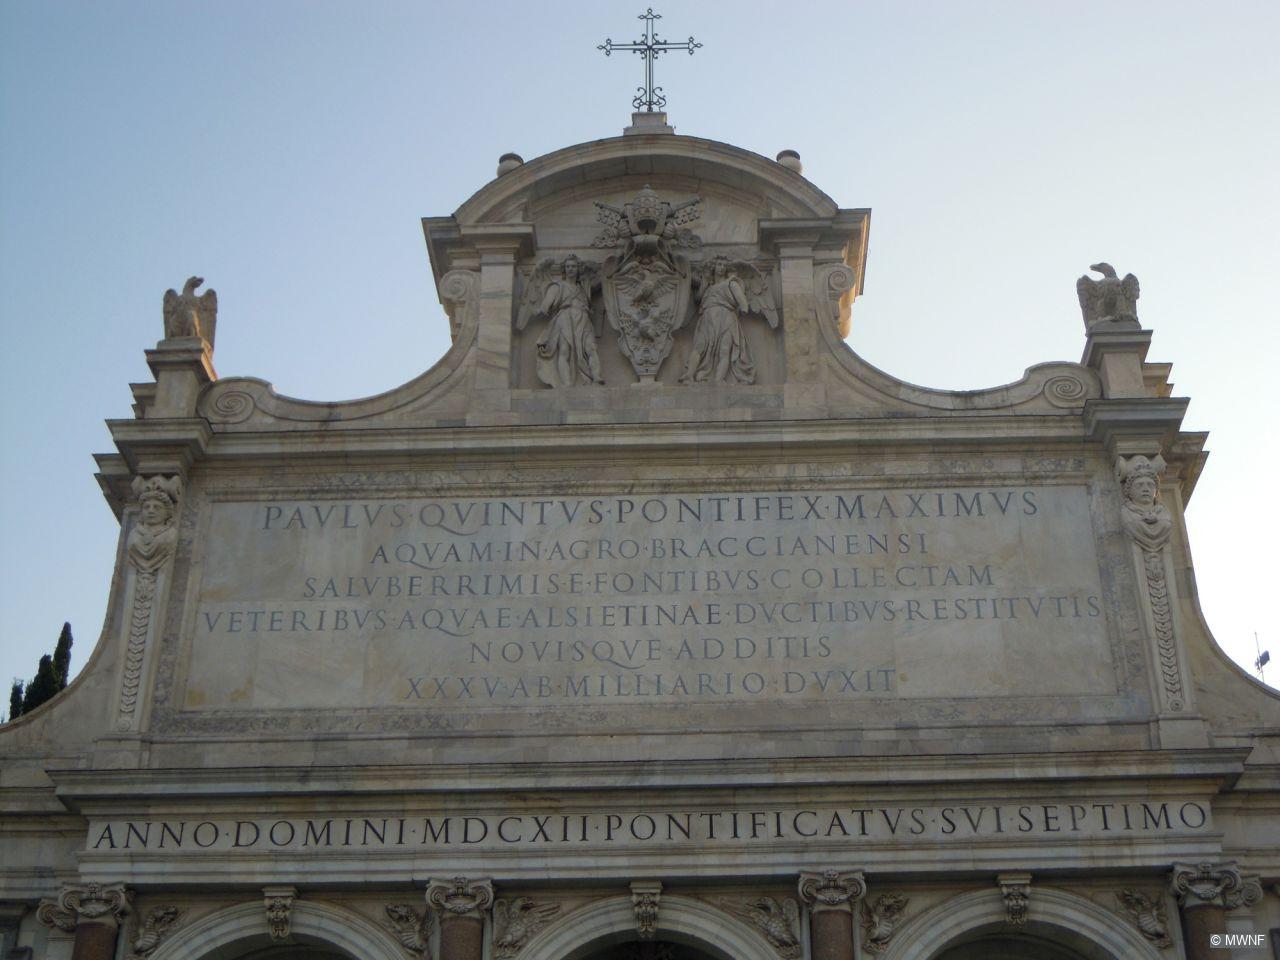 PAVLVS·QVINTVS·PONTIFEX·MAXIMVS
AQVAM·IN·AGRO·BRACCIANENSI
SALVBERRIMIS·E·FONTIBVS·COLLECTAM
VETERIBVS·AQVAE·ALSIETINAE·DVCTIBVS·RESTITVTIS
NOVISQVE·ADDITIS
XXXV·AB·MILLIARIO·DVXIT
ANNO·DOMINI·MDCXII·PONTIFICATVS·SVI·SEPTIMO
© MWNF